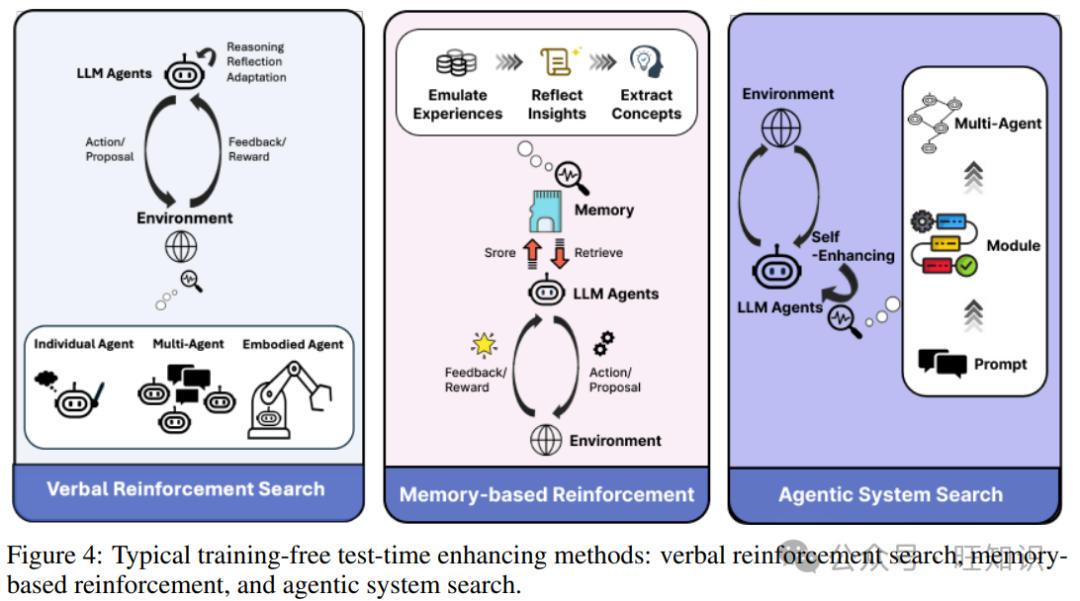 Reasoning
Reflection
Adaptation
LLM Agents
Action/
Proposal
Feedback/
Reward
Environment
Individual Agent
Multi-Agent
Embodied Agent
Verbal Reinforcement Search
Emulate
Experiences
Reflect
Insights
Extract
Concepts
Memory
Srore
Retrieve
LLM Agents
Feedback/
Reward
Action/
Proposal
Environment
Memory-based Reinforcement
Environment
Self
-Enhancing
LLM Agents
Multi-Agent
Module
Prompt
Agentic System Search
Figure 4: Typical training-free test-time enhancing methods: verbal reinforcement search, memory-
based reinforcement, and agentic system search.
公众号 旺知识